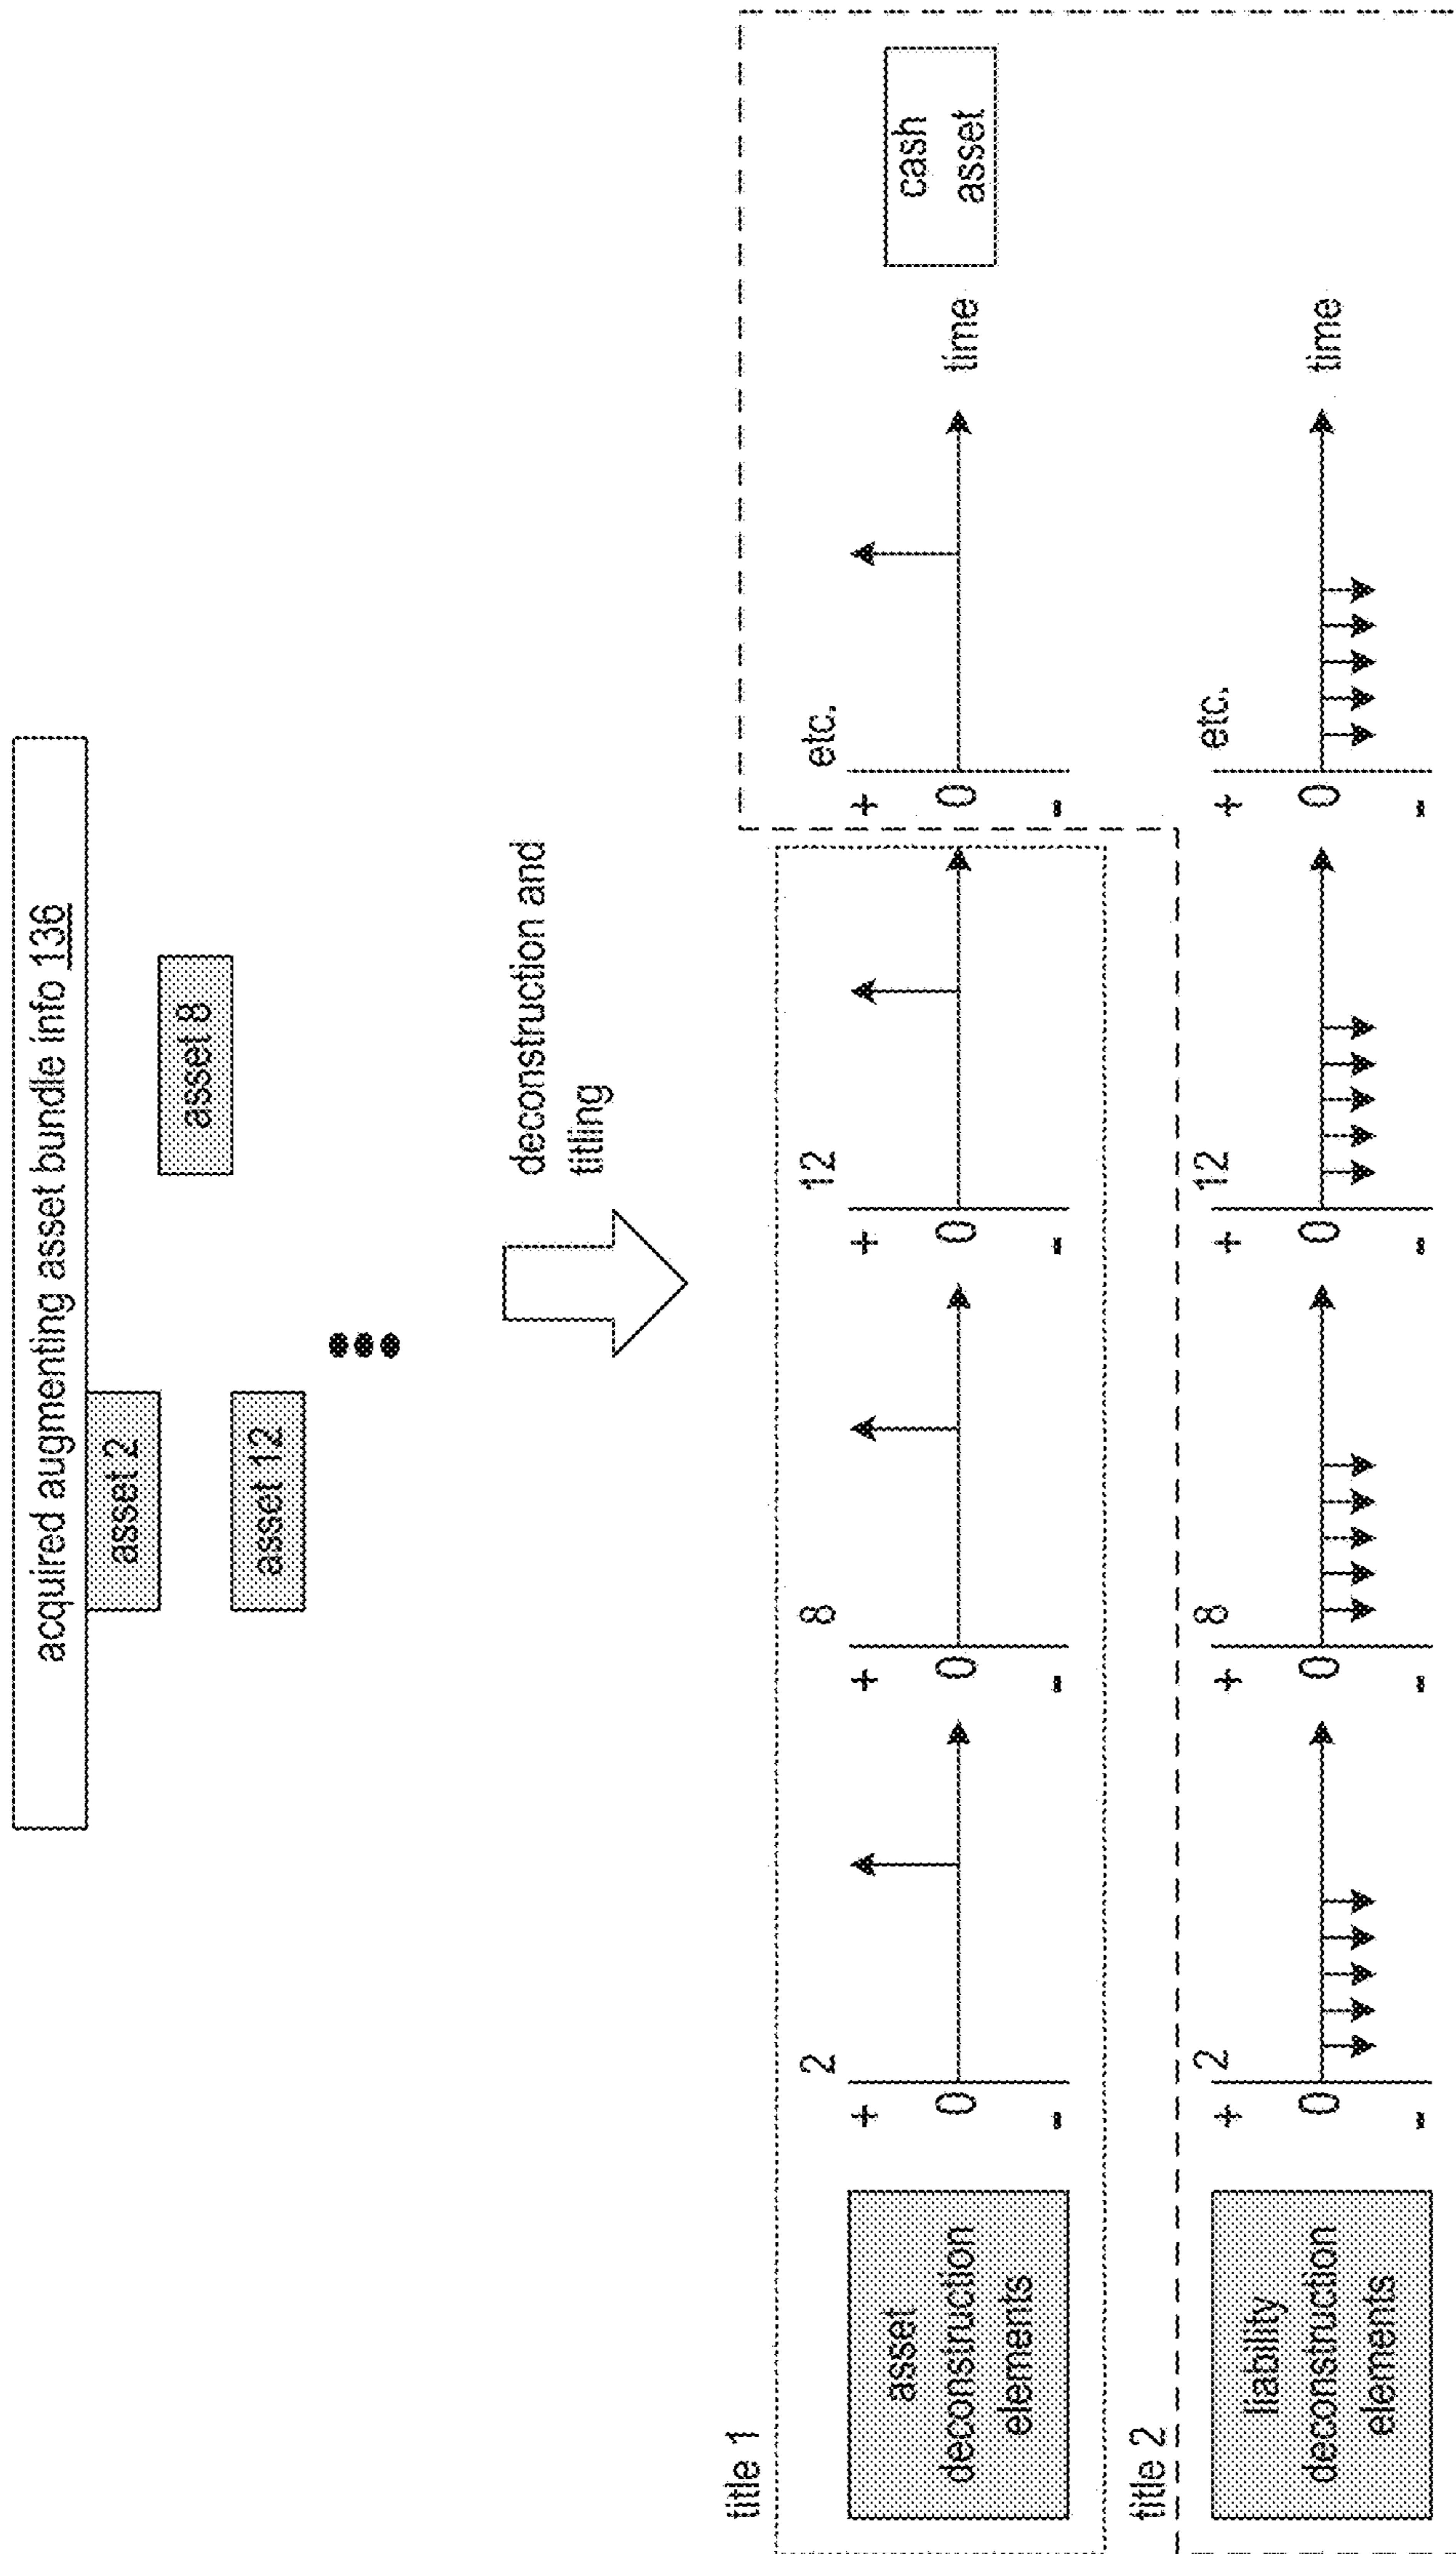 acquired augmenting asset bundle info 136
asset 2
asset 8
asset 12
deconstruction and
titling
title 1
asset
deconstruction
elements
2
+
0
-
8
+
0
-
12
+
0
-
etc.
+
0
-
time
cash
asset
title 2
liability
deconstruction
elements
2
+
0
-
8
+
0
-
12
+
0
-
etc.
+
0
-
time